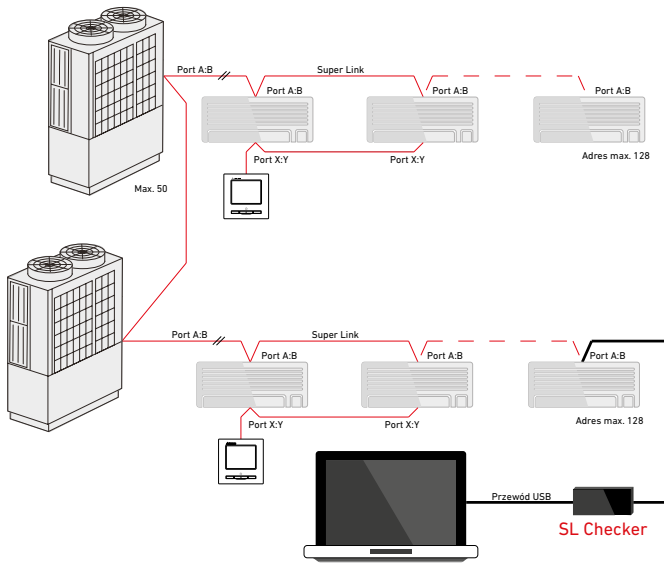 Port A:B
Super Link
Port A:B
Port A:B
Port A:B
Port X:Y
Port X:Y
Adres max. 128
Max. 50
Port A:B
Super Link
Port A:B
Port A:B
Port A:B
Port X:Y
Port X:Y
Adres max. 128
Przewód USB
SL Checker